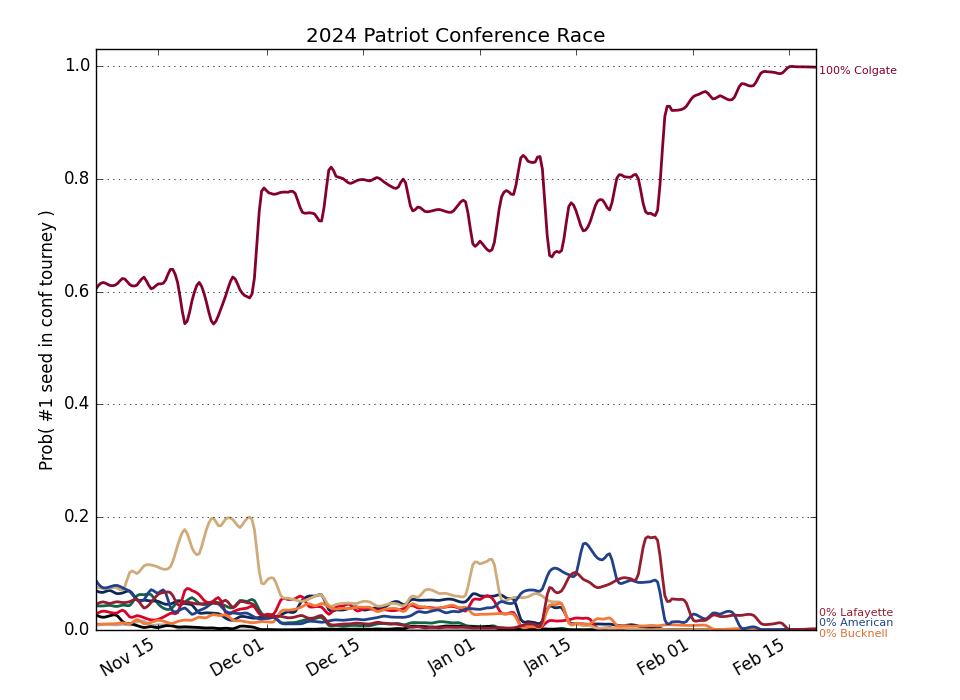 2024 Patriot Conference Race
Prob( #1 seed in conf tourney )
1.0
0.8
0.6
0.4
0.2
0.0
100% Colgate
0% Lafayette
0% American
0% Bucknell
Nov 15
Dec 01
Dec 15
Jan 01
Jan 15
Feb 01
Feb 15